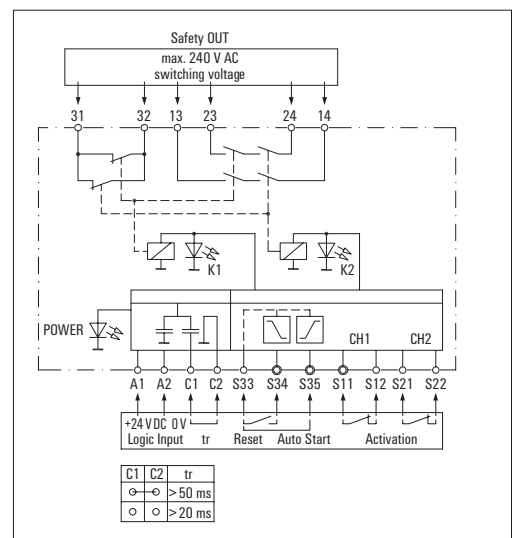 Safety OUT
max. 240 V AC
switching voltage
31 32 13 23 24 14
K1 K2
POWER
CH1 CH2
A1 A2 C1 C2 S33 S34 S35 S11 S12 S21 S22
+24 V DC 0 V
Logic Input tr Reset Auto Start Activation
C1 C2 tr
> 50 ms
> 20 ms